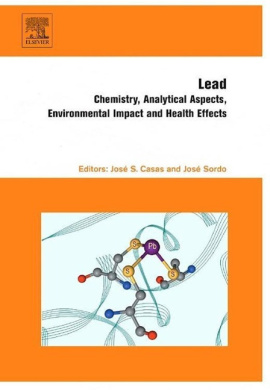 ELSEVIER
Lead
Chemistry, Analytical Aspects,
Environmental Impact and Health Effects
Editors: José S. Casas and José Sordo
Pb
S
S